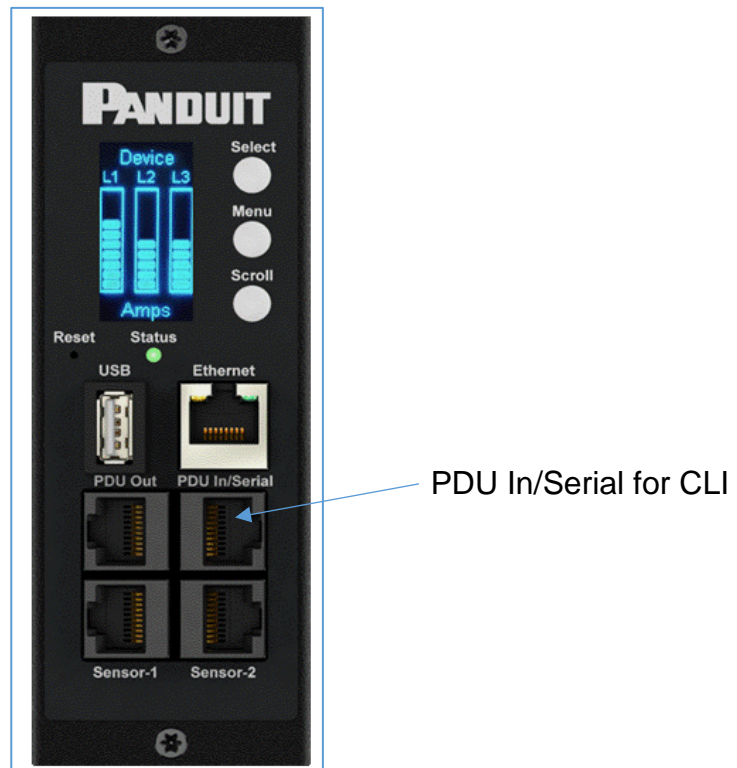 PANDUIT
Device
L1 L2 L3
Amps
Select
Menu
Scroll
Reset Status
USB Ethernet
PDU Out PDU In/Serial
PDU In/Serial for CLI
Sensor-1 Sensor-2